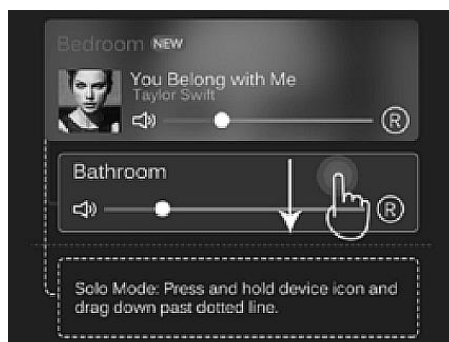 Bedroom NEW
You Belong with Me
Taylor Swift
R
Bathroom
R
Solo Mode: Press and hold device icon and
drag down past dotted line.